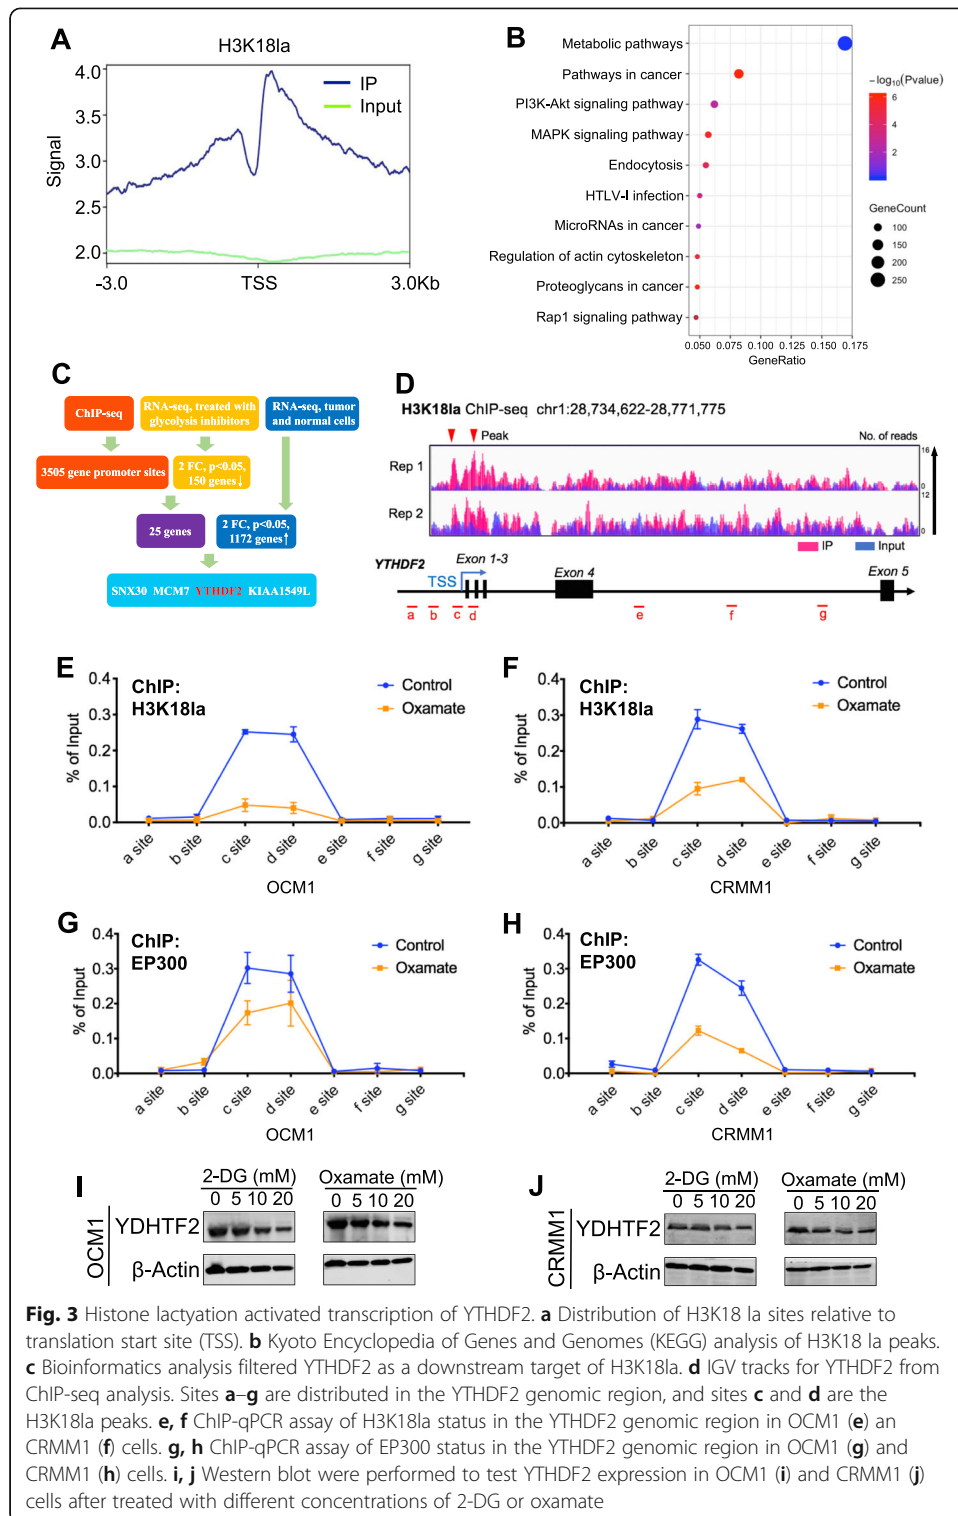 A
H3K18la
4.0
3.5
3.0
2.5
2.0
Signal
IP
Input
-3.0
TSS
3.0Kb
B
Metabolic pathways
Pathways in cancer
PI3K-Akt signaling pathway
MAPK signaling pathway
Endocytosis
HTLV-I infection
MicroRNAs in cancer
Regulation of actin cytoskeleton
Proteoglycans in cancer
Rap1 signaling pathway
0.050 0.075 0.100 0.125 0.150 0.175
GeneRatio
−log10(Pvalue)
6
4
2
GeneCount
100
150
200
250
C
ChIP-seq
RNA-seq, treated with
glycolysis inhibitors
RNA-seq, tumor
and normal cells
3505 gene promoter sites
2 FC, p<0.05,
150 genes↓
25 genes
2 FC, p<0.05,
1172 genes↑
SNX30 MCM7 YTHDF2 KIAA1549L
D
H3K18la ChIP-seq chr1:28,734,622-28,771,775
Peak
No. of reads
Rep 1
16
0
Rep 2
12
0
IP
Input
YTHDF2
TSS
Exon 1-3
Exon 4
Exon 5
a b c d e f g
E
ChIP:
H3K18la
Control
Oxamate
% of Input
0.4
0.3
0.2
0.1
0.0
a site b site c site d site e site f site g site
OCM1
F
ChIP:
H3K18la
Control
Oxamate
% of Input
0.4
0.3
0.2
0.1
0.0
a site b site c site d site e site f site g site
CRMM1
G
ChIP:
EP300
Control
Oxamate
% of Input
0.4
0.3
0.2
0.1
0.0
a site b site c site d site e site f site g site
OCM1
H
ChIP:
EP300
Control
Oxamate
% of Input
0.4
0.3
0.2
0.1
0.0
a site b site c site d site e site f site g site
CRMM1
I
2-DG (mM)
Oxamate (mM)
0 5 10 20
0 5 10 20
OCM1
YDHTF2
β-Actin
J
2-DG (mM)
Oxamate (mM)
0 5 10 20
0 5 10 20
CRMM1
YDHTF2
β-Actin
Fig. 3 Histone lactyation activated transcription of YTHDF2. a Distribution of H3K18 la sites relative to
translation start site (TSS). b Kyoto Encyclopedia of Genes and Genomes (KEGG) analysis of H3K18 la peaks.
c Bioinformatics analysis filtered YTHDF2 as a downstream target of H3K18la. d IGV tracks for YTHDF2 from
ChIP-seq analysis. Sites a–g are distributed in the YTHDF2 genomic region, and sites c and d are the
H3K18la peaks. e, f ChIP-qPCR assay of H3K18la status in the YTHDF2 genomic region in OCM1 (e) an
CRMM1 (f) cells. g, h ChIP-qPCR assay of EP300 status in the YTHDF2 genomic region in OCM1 (g) and
CRMM1 (h) cells. i, j Western blot were performed to test YTHDF2 expression in OCM1 (i) and CRMM1 (j)
cells after treated with different concentrations of 2-DG or oxamate